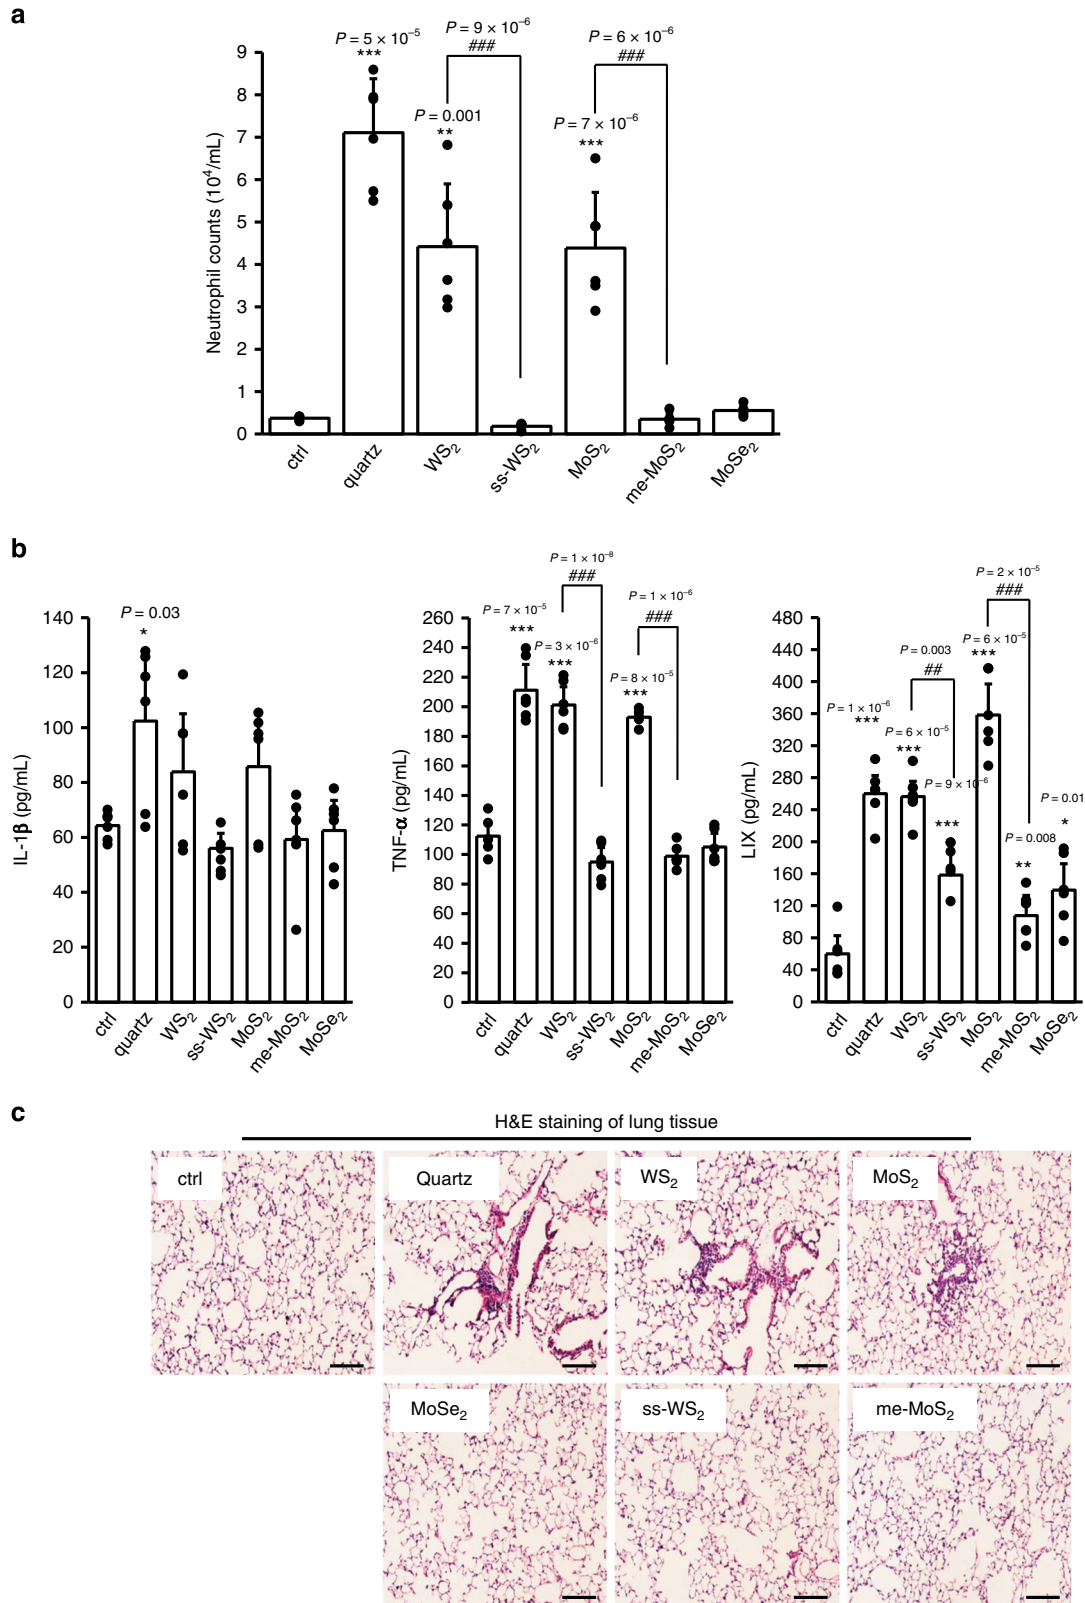 a
P = 5 × 10⁻⁵
***
P = 9 × 10⁻⁶
###
P = 6 × 10⁻⁶
###
P = 0.001
**
P = 7 × 10⁻⁶
***
Neutrophil counts (10⁴/mL)
9
8
7
6
5
4
3
2
1
0
ctrl
quartz
WS₂
ss-WS₂
MoS₂
me-MoS₂
MoSe₂
b
P = 0.03
*
IL-1β (pg/mL)
140
120
100
80
60
40
20
0
ctrl
quartz
WS₂
ss-WS₂
MoS₂
me-MoS₂
MoSe₂
P = 1 × 10⁻⁸
###
P = 7 × 10⁻⁵
***
P = 1 × 10⁻⁶
###
P = 3 × 10⁻⁶
***
P = 8 × 10⁻⁵
***
TNF-α (pg/mL)
260
240
220
200
180
160
140
120
100
80
60
40
20
0
ctrl
quartz
WS₂
ss-WS₂
MoS₂
me-MoS₂
MoSe₂
P = 2 × 10⁻⁵
###
P = 0.003
##
P = 6 × 10⁻⁵
***
P = 1 × 10⁻⁶
***
P = 6 × 10⁻⁵
***
P = 9 × 10⁻⁶
***
P = 0.01
*
P = 0.008
**
LIX (pg/mL)
480
440
400
360
320
280
240
200
160
120
80
40
0
ctrl
quartz
WS₂
ss-WS₂
MoS₂
me-MoS₂
MoSe₂
c
H&E staining of lung tissue
ctrl
Quartz
WS₂
MoS₂
MoSe₂
ss-WS₂
me-MoS₂